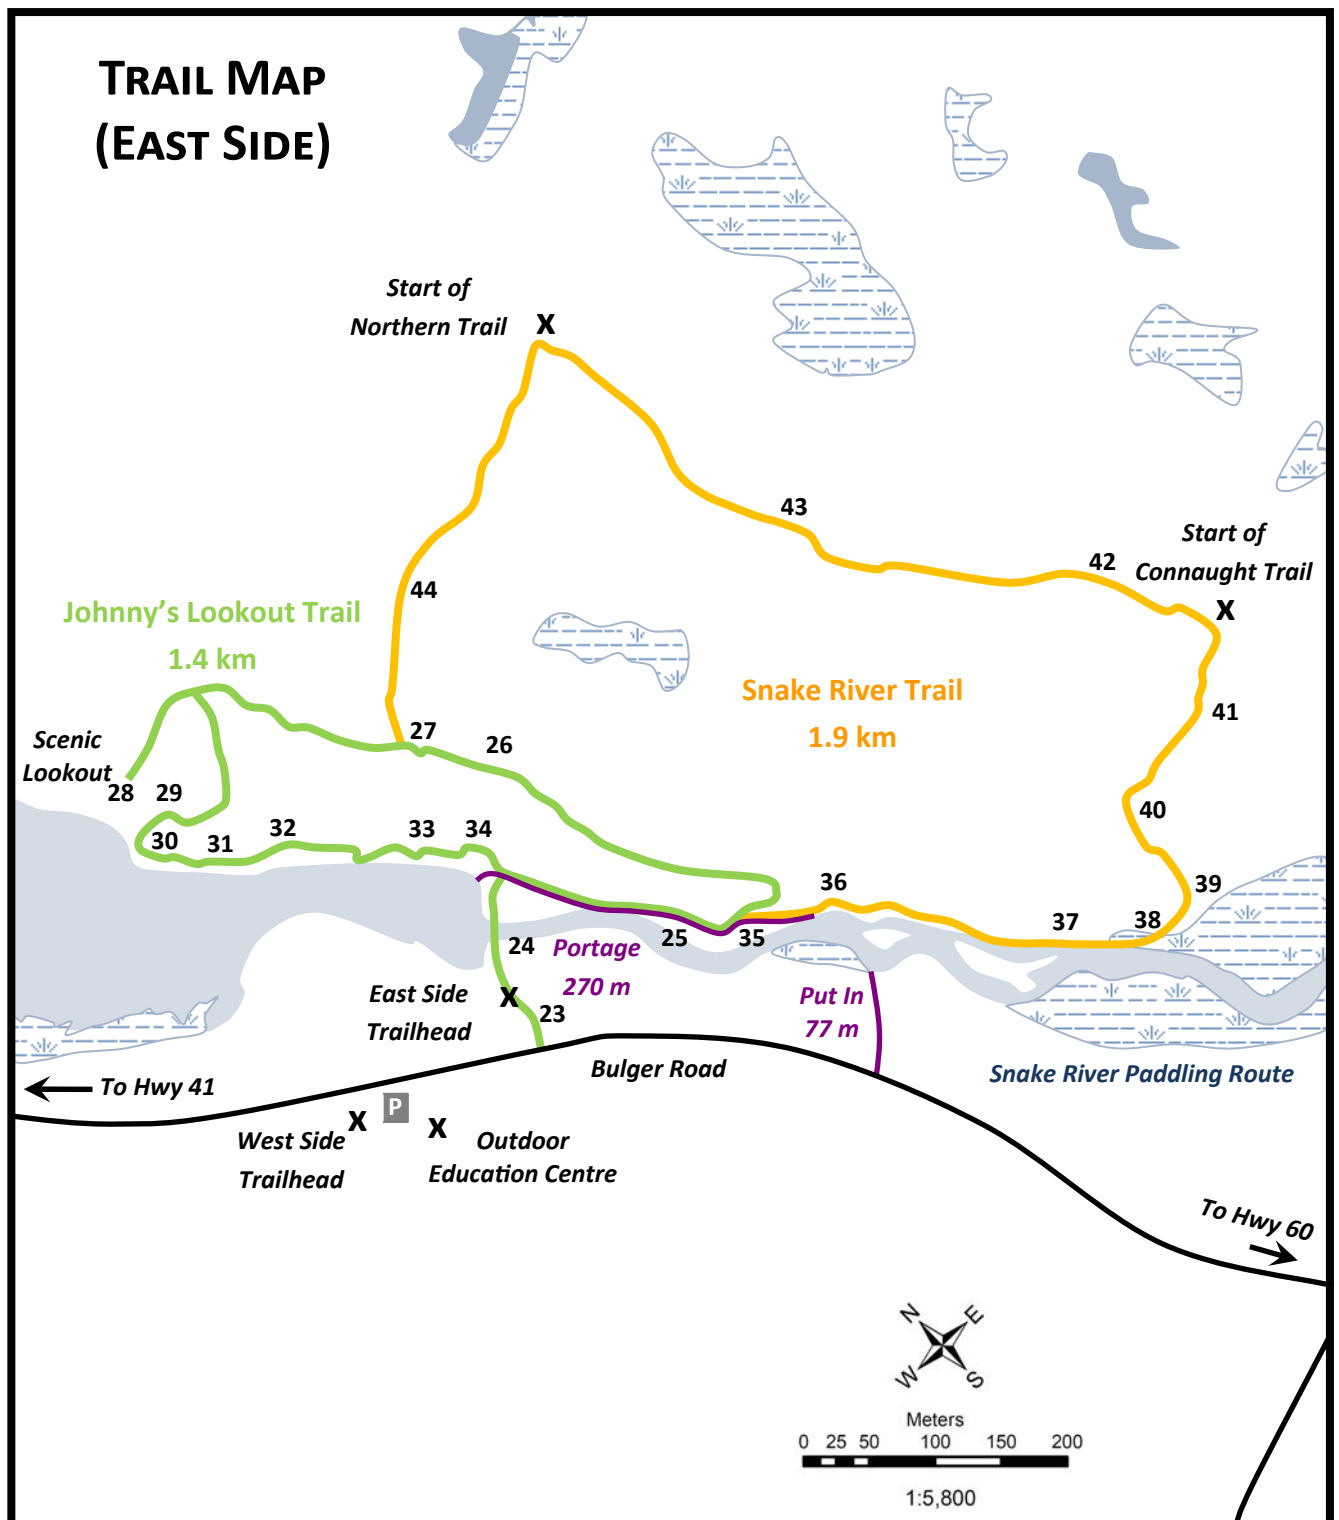 TRAIL MAP
(EAST SIDE)
Start of
Northern Trail
X
43
42
Start of
Connaught Trail
X
44
Johnny's Lookout Trail
1.4 km
Snake River Trail
1.9 km
41
27
26
Scenic
Lookout
28
29
30
31
32
33
34
40
39
36
37
38
35
25
24
Portage
270 m
Put In
77 m
East Side
Trailhead
X
23
Bulger Road
Snake River Paddling Route
To Hwy 41
P
X
X
West Side
Trailhead
Outdoor
Education Centre
To Hwy 60
N
E
W
S
Meters
0 25 50 100 150 200
1:5,800